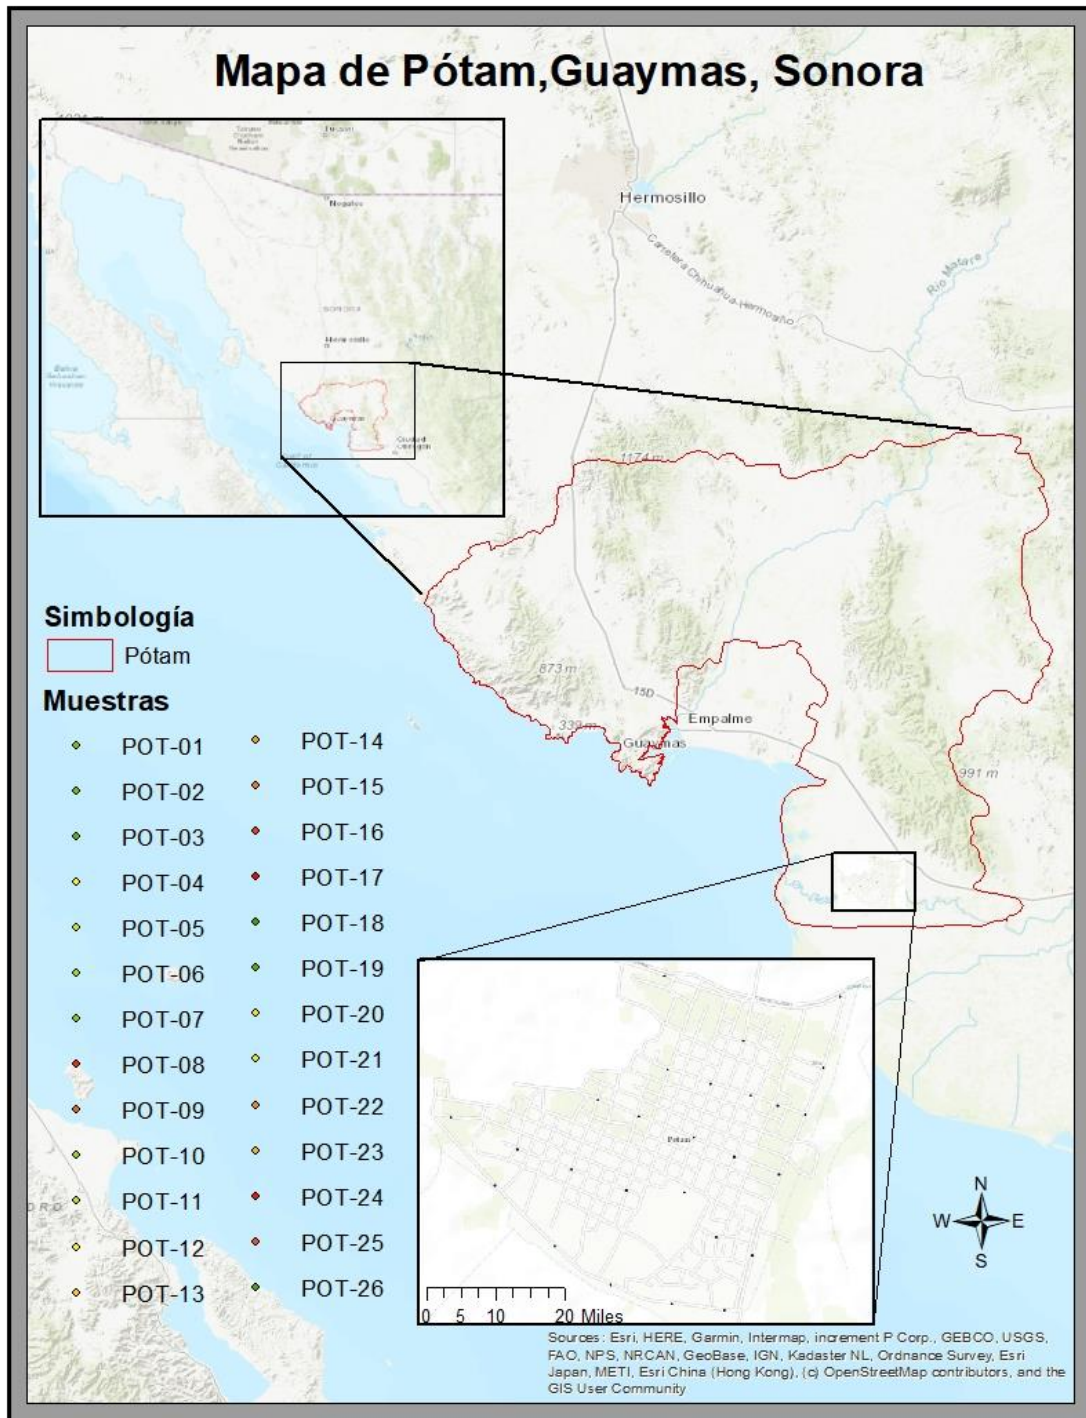 Mapa de Pótam,Guaymas, Sonora
Tucson
Nogales
SONORA
Hermosillo
Hermosillo
Carretera Chihuahua-Hermosillo
Rio Matape
1174 m
873 m
15D
339 m
Empalme
Guaymas
991 m
Simbología
Pótam
Muestras
POT-01
POT-02
POT-03
POT-04
POT-05
POT-06
POT-07
POT-08
POT-09
POT-10
POT-11
POT-12
POT-13
POT-14
POT-15
POT-16
POT-17
POT-18
POT-19
POT-20
POT-21
POT-22
POT-23
POT-24
POT-25
POT-26
Pótam
N
W E
S
0 5 10 20 Miles
Sources: Esri, HERE, Garmin, Intermap, increment P Corp., GEBCO, USGS,
FAO, NPS, NRCAN, GeoBase, IGN, Kadaster NL, Ordnance Survey, Esri
Japan, METI, Esri China (Hong Kong), (c) OpenStreetMap contributors, and the
GIS User Community